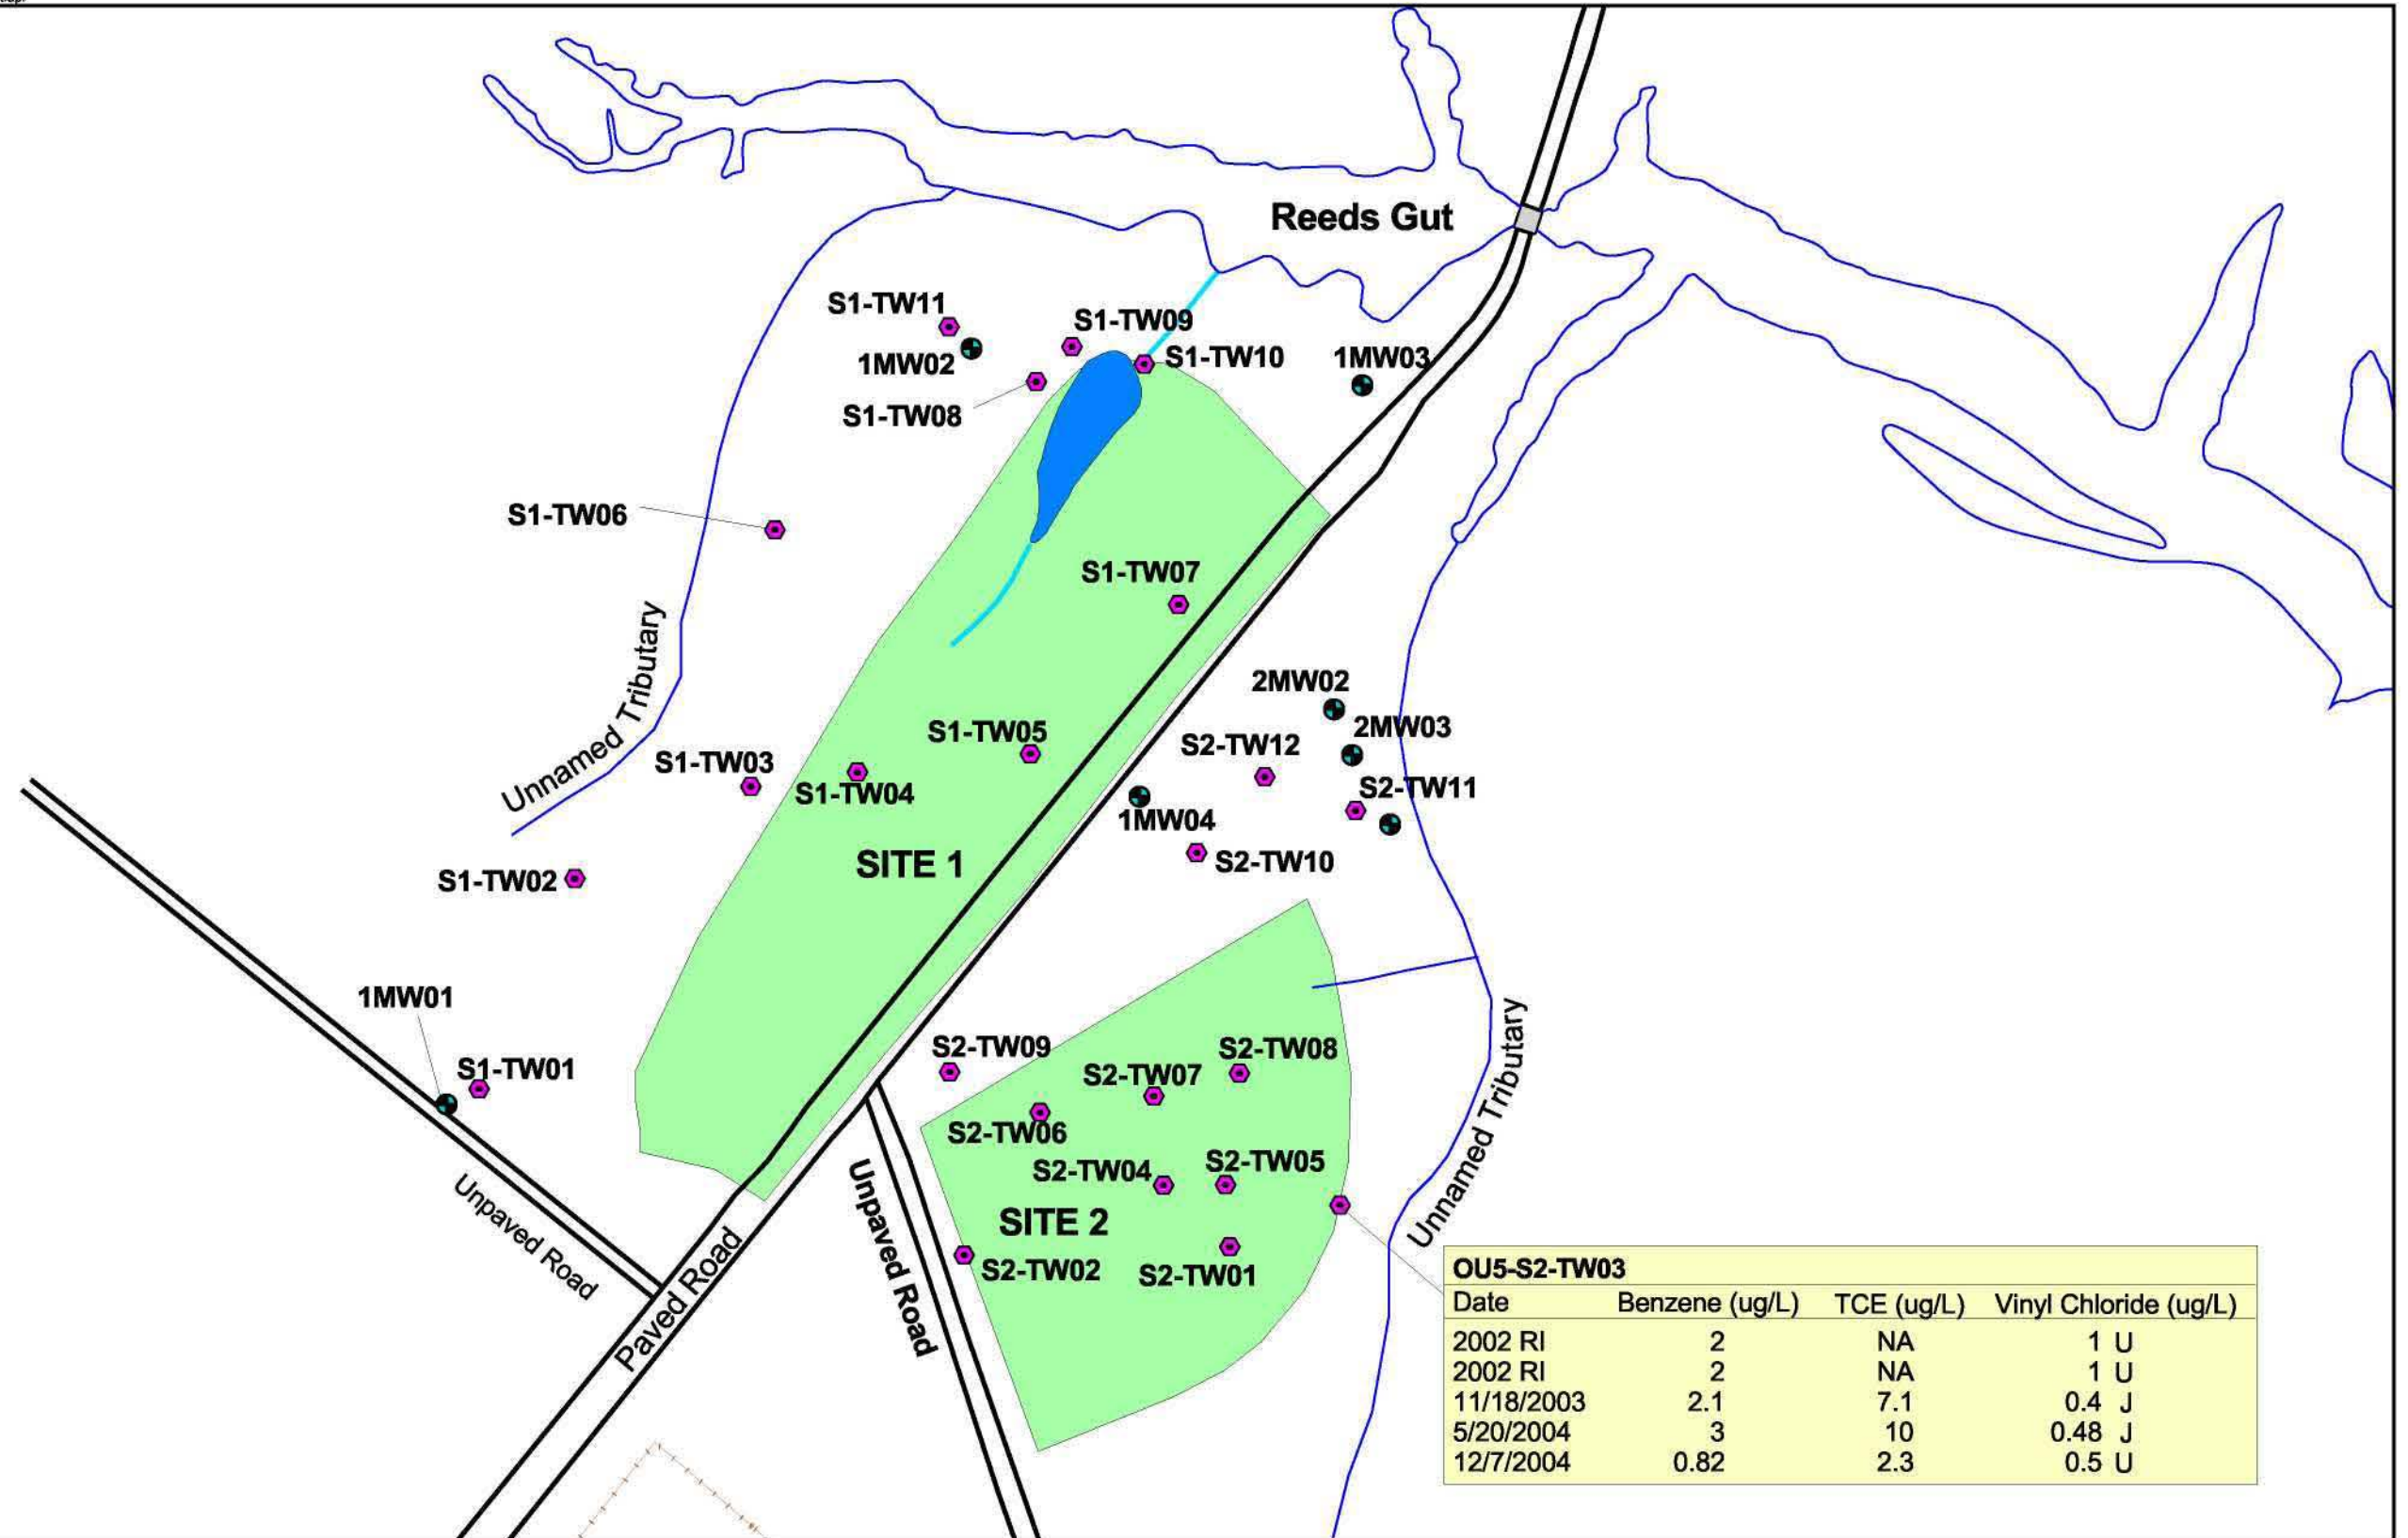 Reeds Gut
S1-TW11
S1-TW09
1MW02
S1-TW10
1MW03
S1-TW08
S1-TW06
S1-TW07
Unnamed Tributary
2MW02
2MW03
S1-TW05
S2-TW12
S1-TW03
S1-TW04
S2-TW11
1MW04
SITE 1
S2-TW10
S1-TW02
1MW01
S1-TW01
S2-TW09
S2-TW08
S2-TW07
S2-TW06
Unnamed Tributary
S2-TW04
S2-TW05
SITE 2
S2-TW02
S2-TW01
Unpaved Road
Unpaved Road
Paved Road
OU5-S2-TW03
Date Benzene (ug/L) TCE (ug/L) Vinyl Chloride (ug/L)
2002 RI 2 NA 1 U
2002 RI 2 NA 1 U
11/18/2003 2.1 7.1 0.4 J
5/20/2004 3 10 0.48 J
12/7/2004 0.82 2.3 0.5 U